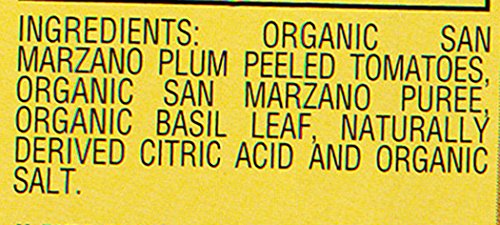 INGREDIENTS: ORGANIC SAN
MARZANO PLUM PEELED TOMATOES,
ORGANIC SAN MARZANO PUREE,
ORGANIC BASIL LEAF, NATURALLY
DERIVED CITRIC ACID AND ORGANIC
SALT.